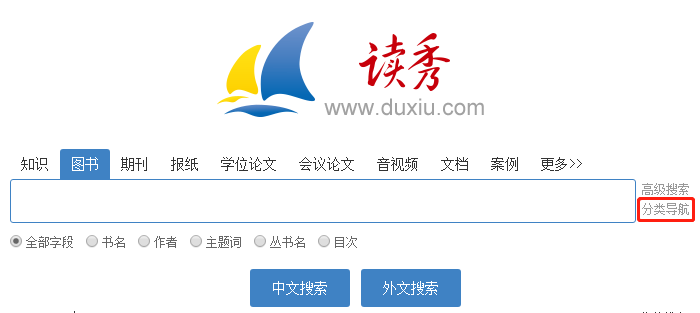 读秀
www.duxiu.com
知识 图书 期刊 报纸 学位论文 会议论文 音视频 文档 案例 更多>>
高级搜索
分类导航
全部字段 书名 作者 主题词 丛书名 目次
中文搜索 外文搜索